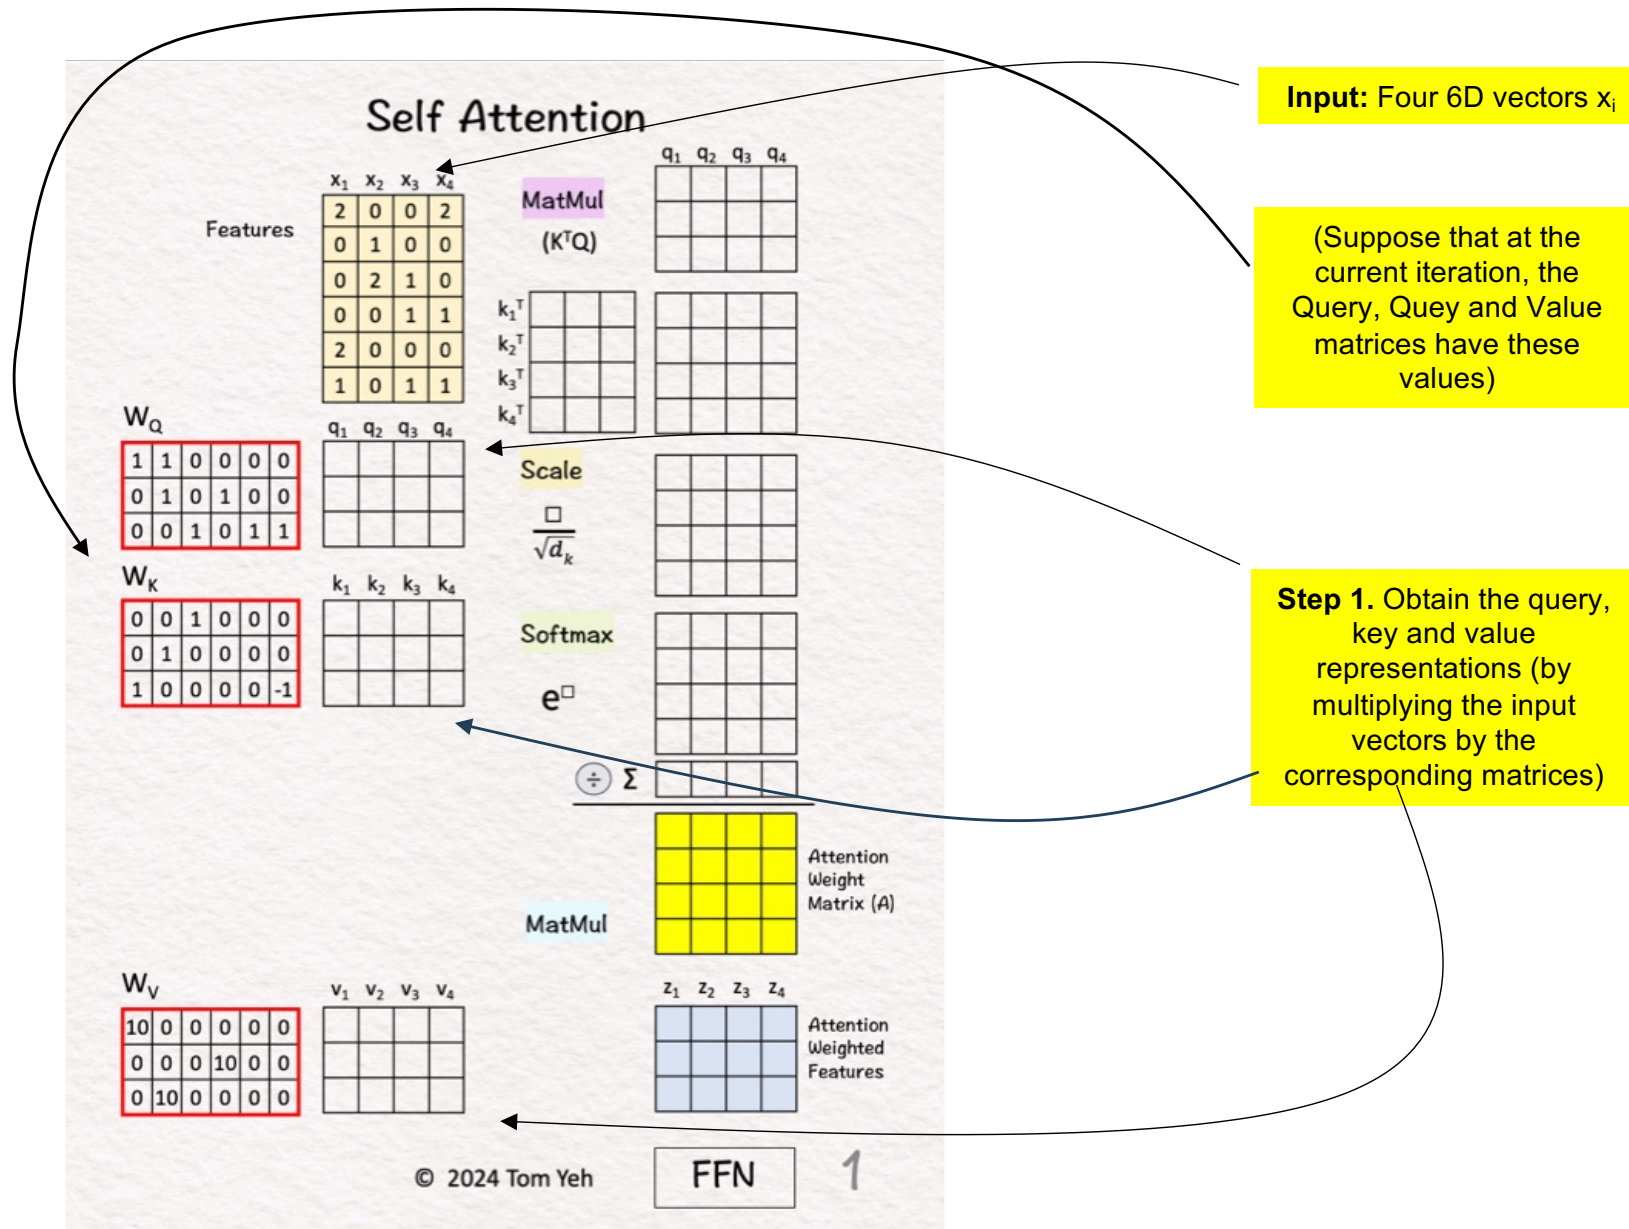 Self Attention
Input: Four 6D vectors xᵢ
(Suppose that at the
current iteration, the
Query, Quey and Value
matrices have these
values)
Step 1. Obtain the query,
key and value
representations (by
multiplying the input
vectors by the
corresponding matrices)
Features
x₁ x₂ x₃ x₄
2 0 0 2
0 1 0 0
0 2 1 0
0 0 1 1
2 0 0 0
1 0 1 1
W_Q
1 1 0 0 0 0
0 1 0 1 0 0
0 0 1 0 1 1
q₁ q₂ q₃ q₄
W_K
0 0 1 0 0 0
0 1 0 0 0 0
1 0 0 0 0 -1
k₁ k₂ k₃ k₄
W_V
10 0 0 0 0 0
0 0 0 10 0 0
0 10 0 0 0 0
v₁ v₂ v₃ v₄
MatMul
(KᵀQ)
q₁ q₂ q₃ q₄
k₁ᵀ
k₂ᵀ
k₃ᵀ
k₄ᵀ
Scale
□
√d_k
Softmax
e□
÷ Σ
Attention
Weight
Matrix (A)
MatMul
z₁ z₂ z₃ z₄
Attention
Weighted
Features
© 2024 Tom Yeh
FFN
1